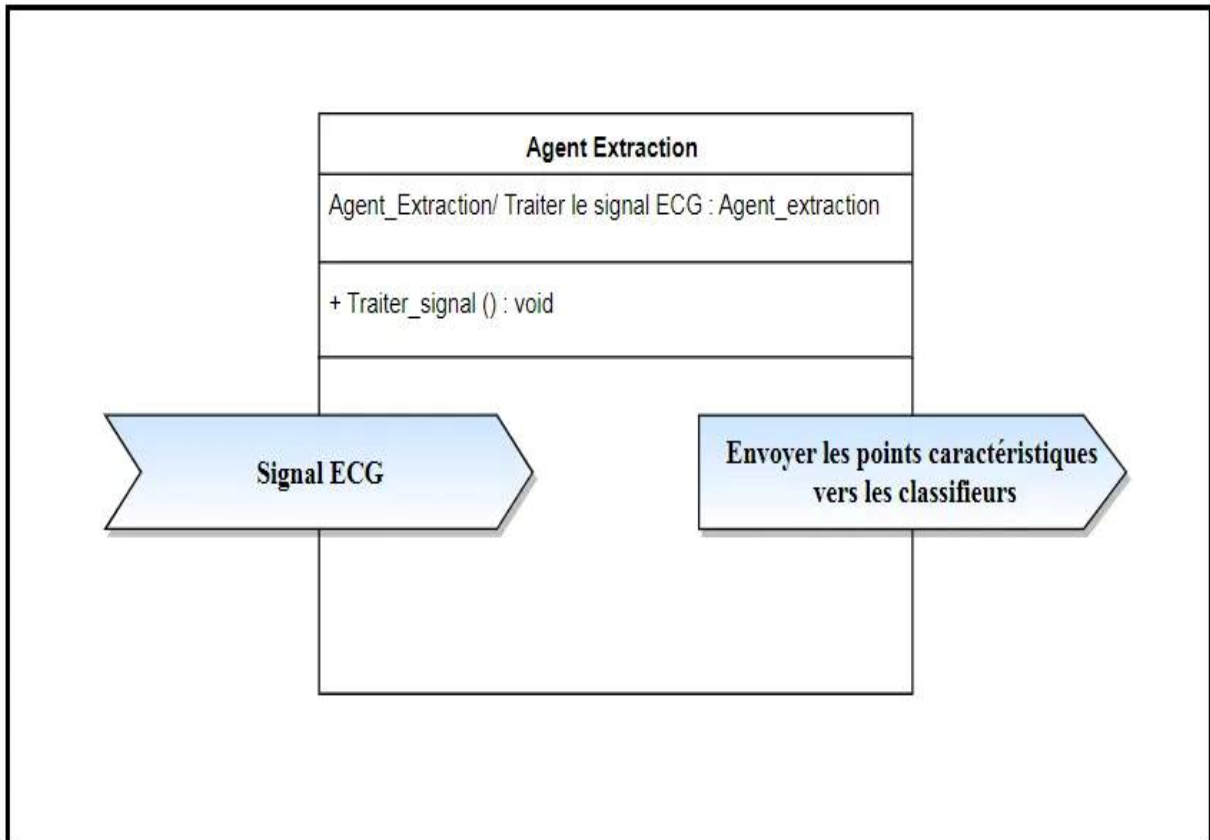 Agent Extraction
Agent_Extraction/ Traiter le signal ECG : Agent_extraction
+ Traiter_signal () : void
Signal ECG
Envoyer les points caractéristiques
vers les classifieurs